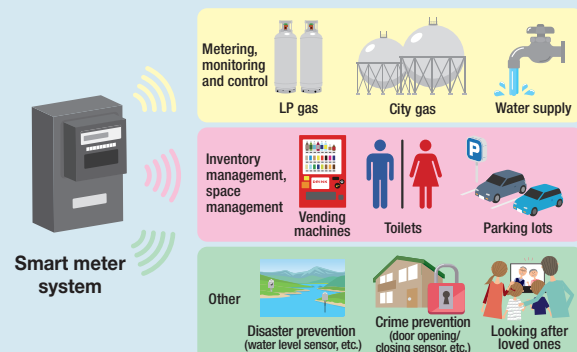 Metering,
monitoring
and control
LP gas
City gas
Water supply
Inventory
management,
space
management
P
Vending
machines
Toilets
Parking lots
Smart meter
system
Other
Disaster prevention
(water level sensor, etc.)
Crime prevention
(door opening/
closing sensor, etc.)
Looking after
loved ones